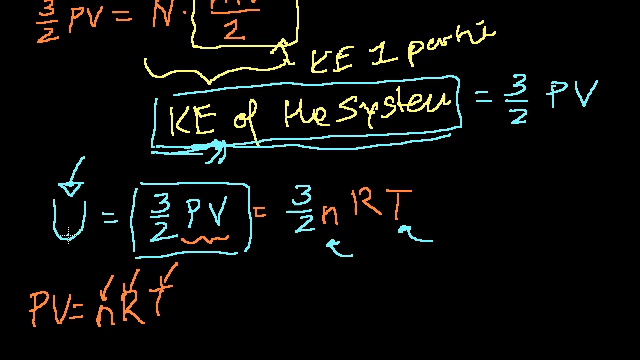 3/2 PV = N · mv/2
KE 1 parti
KE of the System = 3/2 PV
U = 3/2 PV = 3/2 n R T
PV = nRT